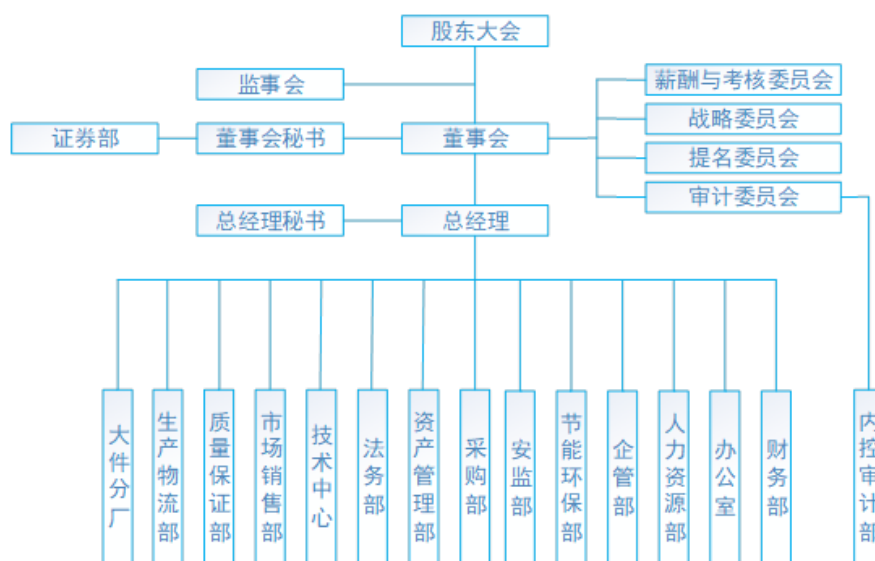 股东大会
监事会
薪酬与考核委员会
战略委员会
证券部
董事会秘书
董事会
提名委员会
审计委员会
总经理秘书
总经理
大件分厂
生产物流部
质量保证部
市场销售部
技术中心
法务部
资产管理部
采购部
安监部
节能环保部
企管部
人力资源部
办公室
财务部
内控审计部